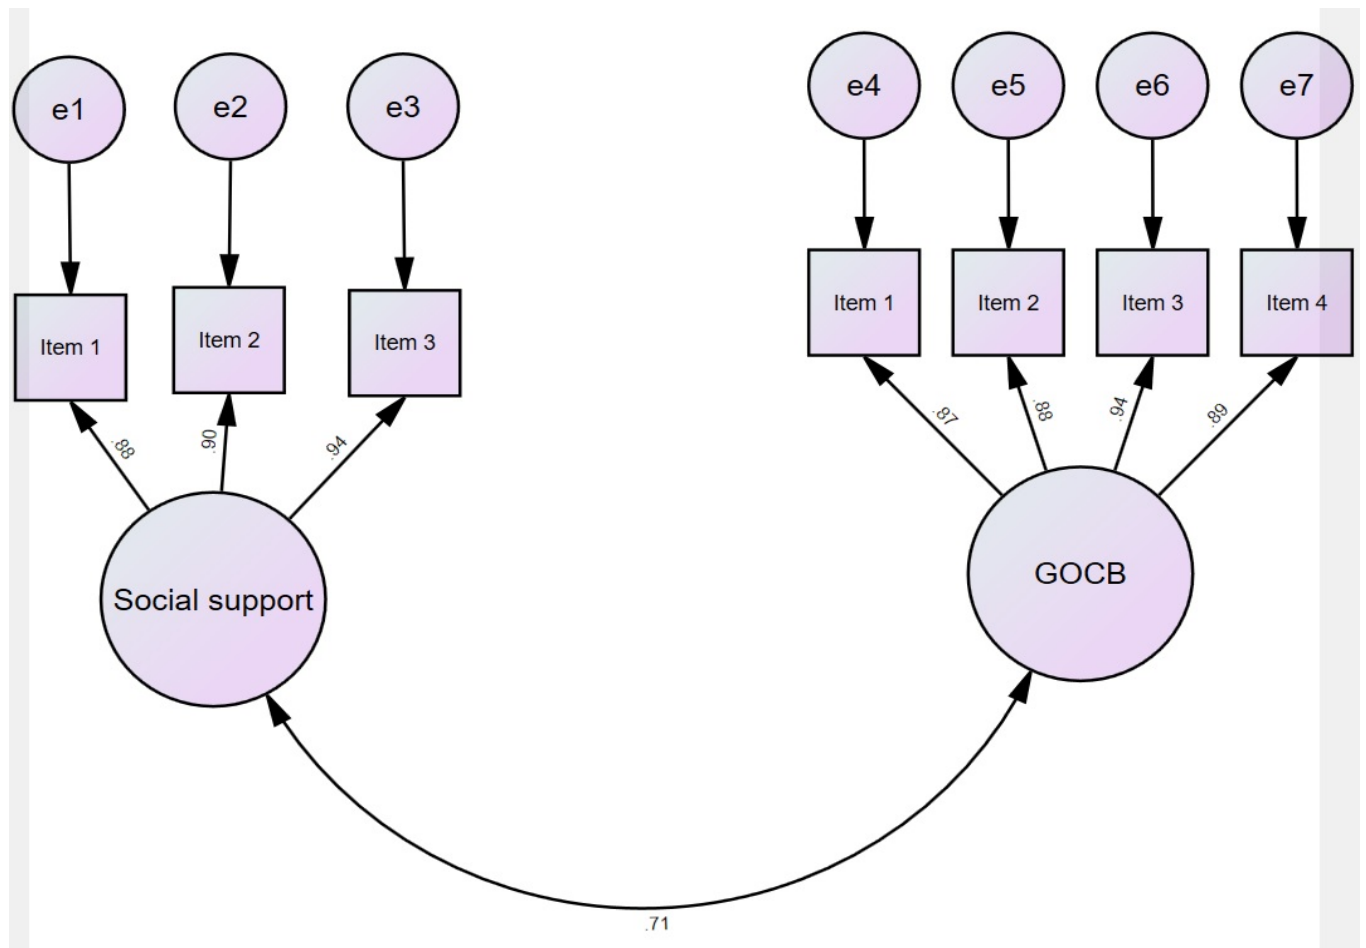 e1
e2
e3
e4
e5
e6
e7
Item 1
Item 2
Item 3
Item 1
Item 2
Item 3
Item 4
.88
.90
.94
.87
.88
.94
.89
Social support
GOCB
.71